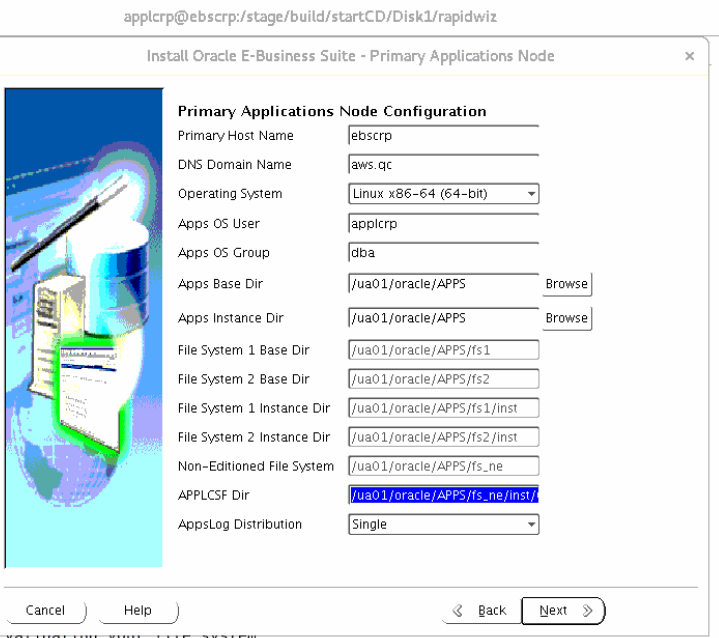 applcrp@ebscrp:/stage/build/startCD/Disk1/rapidwiz
Install Oracle E-Business Suite - Primary Applications Node
Primary Applications Node Configuration
Primary Host Name ebscrp
DNS Domain Name aws.qc
Operating System Linux x86-64 (64-bit)
Apps OS User applcrp
Apps OS Group dba
Apps Base Dir /ua01/oracle/APPS Browse
Apps Instance Dir /ua01/oracle/APPS Browse
File System 1 Base Dir /ua01/oracle/APPS/fs1
File System 2 Base Dir /ua01/oracle/APPS/fs2
File System 1 Instance Dir /ua01/oracle/APPS/fs1/inst
File System 2 Instance Dir /ua01/oracle/APPS/fs2/inst
Non-Editioned File System /ua01/oracle/APPS/fs_ne
APPLCSF Dir /ua01/oracle/APPS/fs_ne/inst/
AppsLog Distribution Single
Cancel Help Back Next